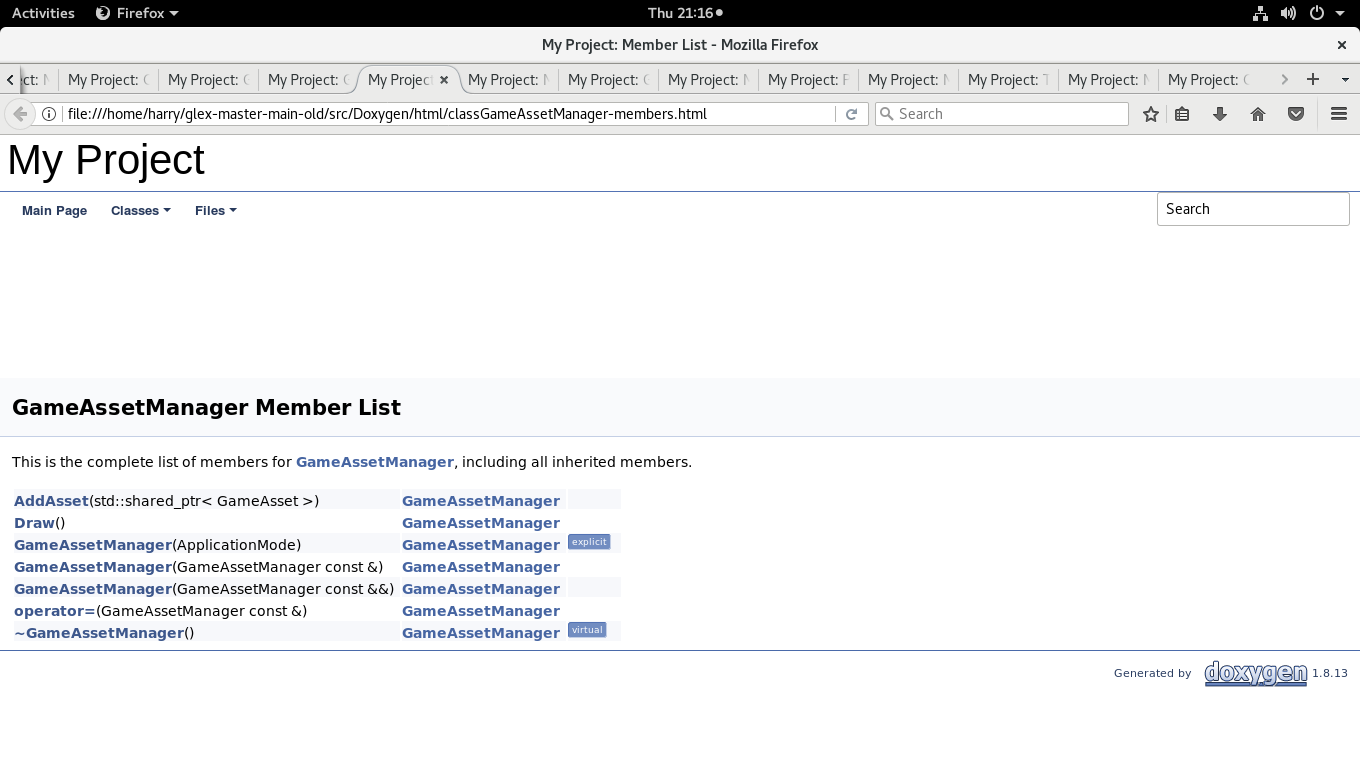 Activities Firefox Thu 21:16
My Project: Member List - Mozilla Firefox
My Project: My Project: My Project: My Projec My Project: My Project: My Project: My Project: My Project: My Project: My Project: My Project:
file:///home/harry/glex-master-main-old/src/Doxygen/html/classGameAssetManager-members.html Search
My Project
Main Page Classes Files Search
GameAssetManager Member List
This is the complete list of members for GameAssetManager, including all inherited members.
AddAsset(std::shared_ptr< GameAsset >) GameAssetManager
Draw() GameAssetManager
GameAssetManager(ApplicationMode) GameAssetManager explicit
GameAssetManager(GameAssetManager const &) GameAssetManager
GameAssetManager(GameAssetManager const &&) GameAssetManager
operator=(GameAssetManager const &) GameAssetManager
~GameAssetManager() GameAssetManager virtual
Generated by doxygen 1.8.13